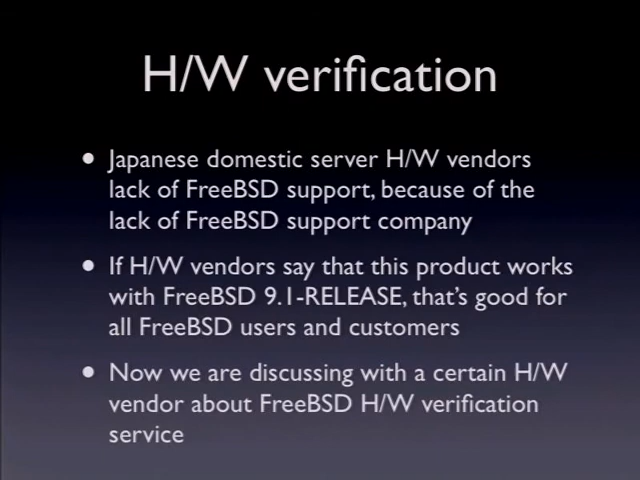 H/W verification
• Japanese domestic server H/W vendors
lack of FreeBSD support, because of the
lack of FreeBSD support company
• If H/W vendors say that this product works
with FreeBSD 9.1-RELEASE, that's good for
all FreeBSD users and customers
• Now we are discussing with a certain H/W
vendor about FreeBSD H/W verification
service